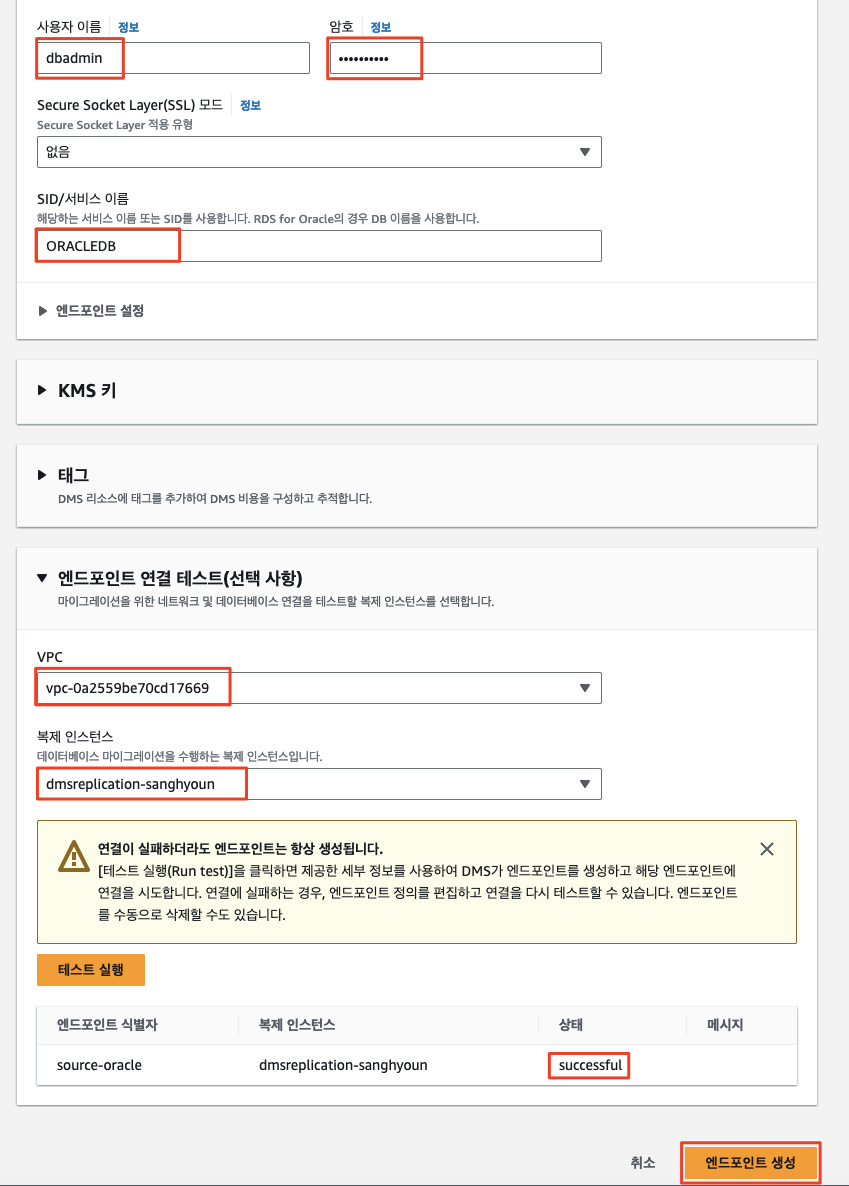 사용자 이름 정보 암호 정보
dbadmin ••••••••••
Secure Socket Layer(SSL) 모드 정보
Secure Socket Layer 적용 유형
없음
SID/서비스 이름
해당하는 서비스 이름 또는 SID를 사용합니다. RDS for Oracle의 경우 DB 이름을 사용합니다.
ORACLEDB
엔드포인트 설정
KMS 키
태그
DMS 리소스에 태그를 추가하여 DMS 비용을 구성하고 추적합니다.
엔드포인트 연결 테스트(선택 사항)
마이그레이션을 위한 네트워크 및 데이터베이스 연결을 테스트할 복제 인스턴스를 선택합니다.
VPC
vpc-0a2559be70cd17669
복제 인스턴스
데이터베이스 마이그레이션을 수행하는 복제 인스턴스입니다.
dmsreplication-sanghyoun
연결이 실패하더라도 엔드포인트는 항상 생성됩니다.
[테스트 실행(Run test)]을 클릭하면 제공한 세부 정보를 사용하여 DMS가 엔드포인트를 생성하고 해당 엔드포인트에
연결을 시도합니다. 연결에 실패하는 경우, 엔드포인트 정의를 편집하고 연결을 다시 테스트할 수 있습니다. 엔드포인트
를 수동으로 삭제할 수도 있습니다.
테스트 실행
엔드포인트 식별자 복제 인스턴스 상태 메시지
source-oracle dmsreplication-sanghyoun successful
취소 엔드포인트 생성